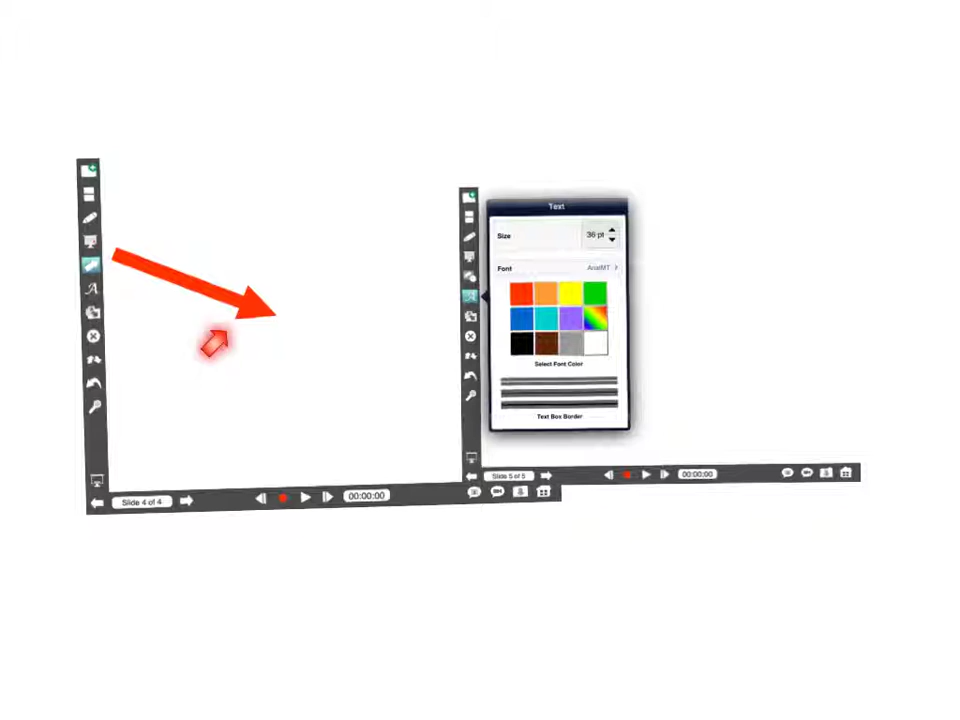 Slide 4 of 4
00:00:00
Text
Size
36 pt
Font
ArialMT
Select Font Color
Text Box Border
Slide 5 of 5
00:00:00